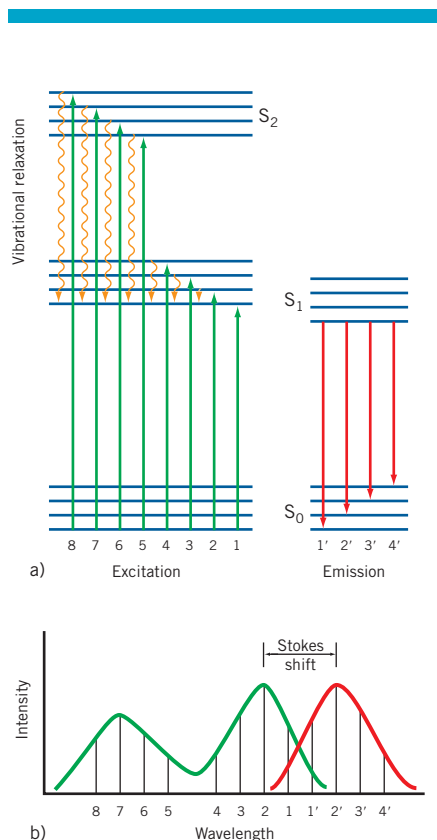 Vibrational relaxation
S2
S1
S0
8 7 6 5 4 3 2 1
1′ 2′ 3′ 4′
a) Excitation Emission
Stokes
shift
Intensity
8 7 6 5 4 3 2 1 1′ 2′ 3′ 4′
b) Wavelength